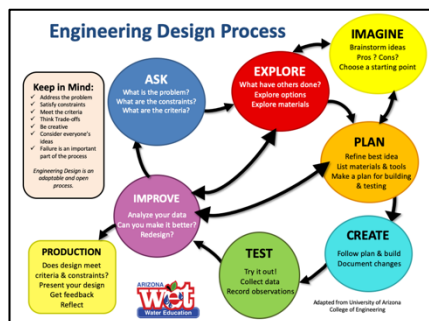 Engineering Design Process
Keep in Mind:
✓ Address the problem
✓ Satisfy constraints
✓ Meet the criteria
✓ Think Trade-offs
✓ Be creative
✓ Consider everyone's
ideas
✓ Failure is an important
part of the process
Engineering Design is an
adaptable and open
process.
ASK
What is the problem?
What are the constraints?
What are the criteria?
EXPLORE
What have others done?
Explore options
Explore materials
IMAGINE
Brainstorm ideas
Pros ? Cons?
Choose a starting point
PLAN
Refine best idea
List materials & tools
Make a plan for building
& testing
CREATE
Follow plan & build
Document changes
TEST
Try it out!
Collect data
Record observations
IMPROVE
Analyze your data
Can you make it better?
Redesign?
PRODUCTION
Does design meet
criteria & constraints?
Present your design
Get feedback
Reflect
ARIZONA
wet
Water Education
Adapted from University of Arizona
College of Engineering